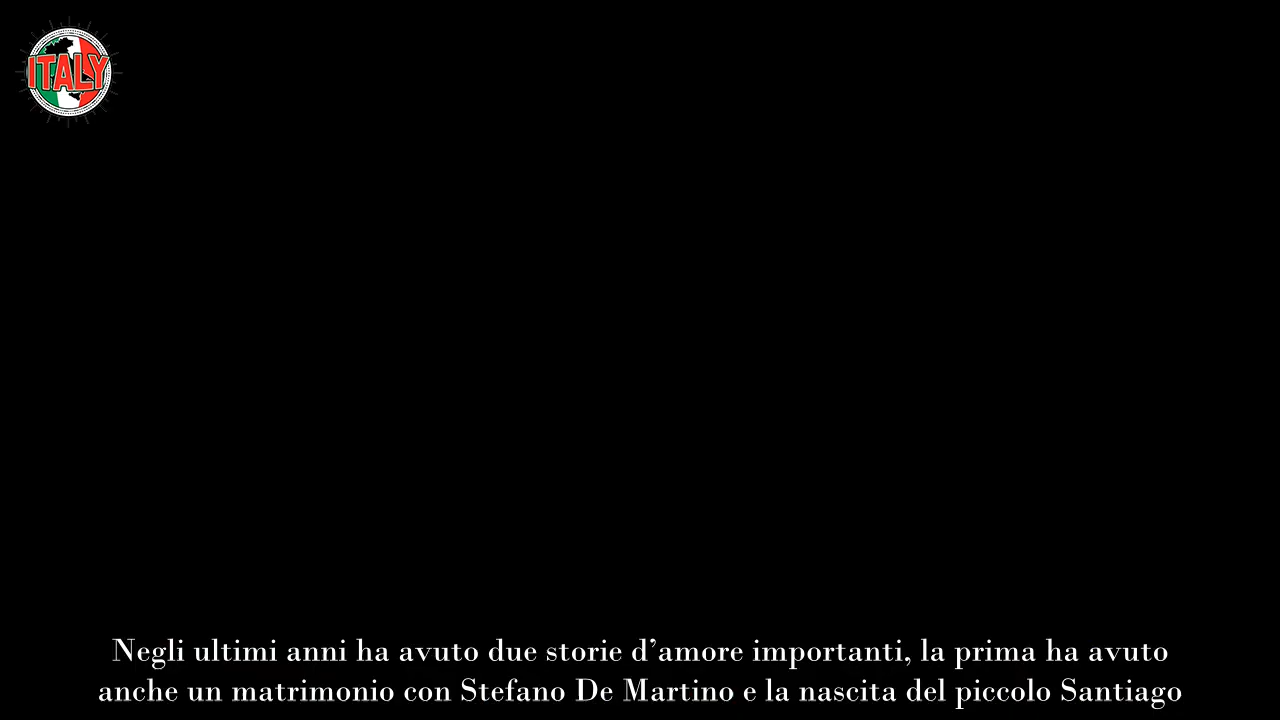 ITALY
Negli ultimi anni ha avuto due storie d’amore importanti, la prima ha avuto
anche un matrimonio con Stefano De Martino e la nascita del piccolo Santiago